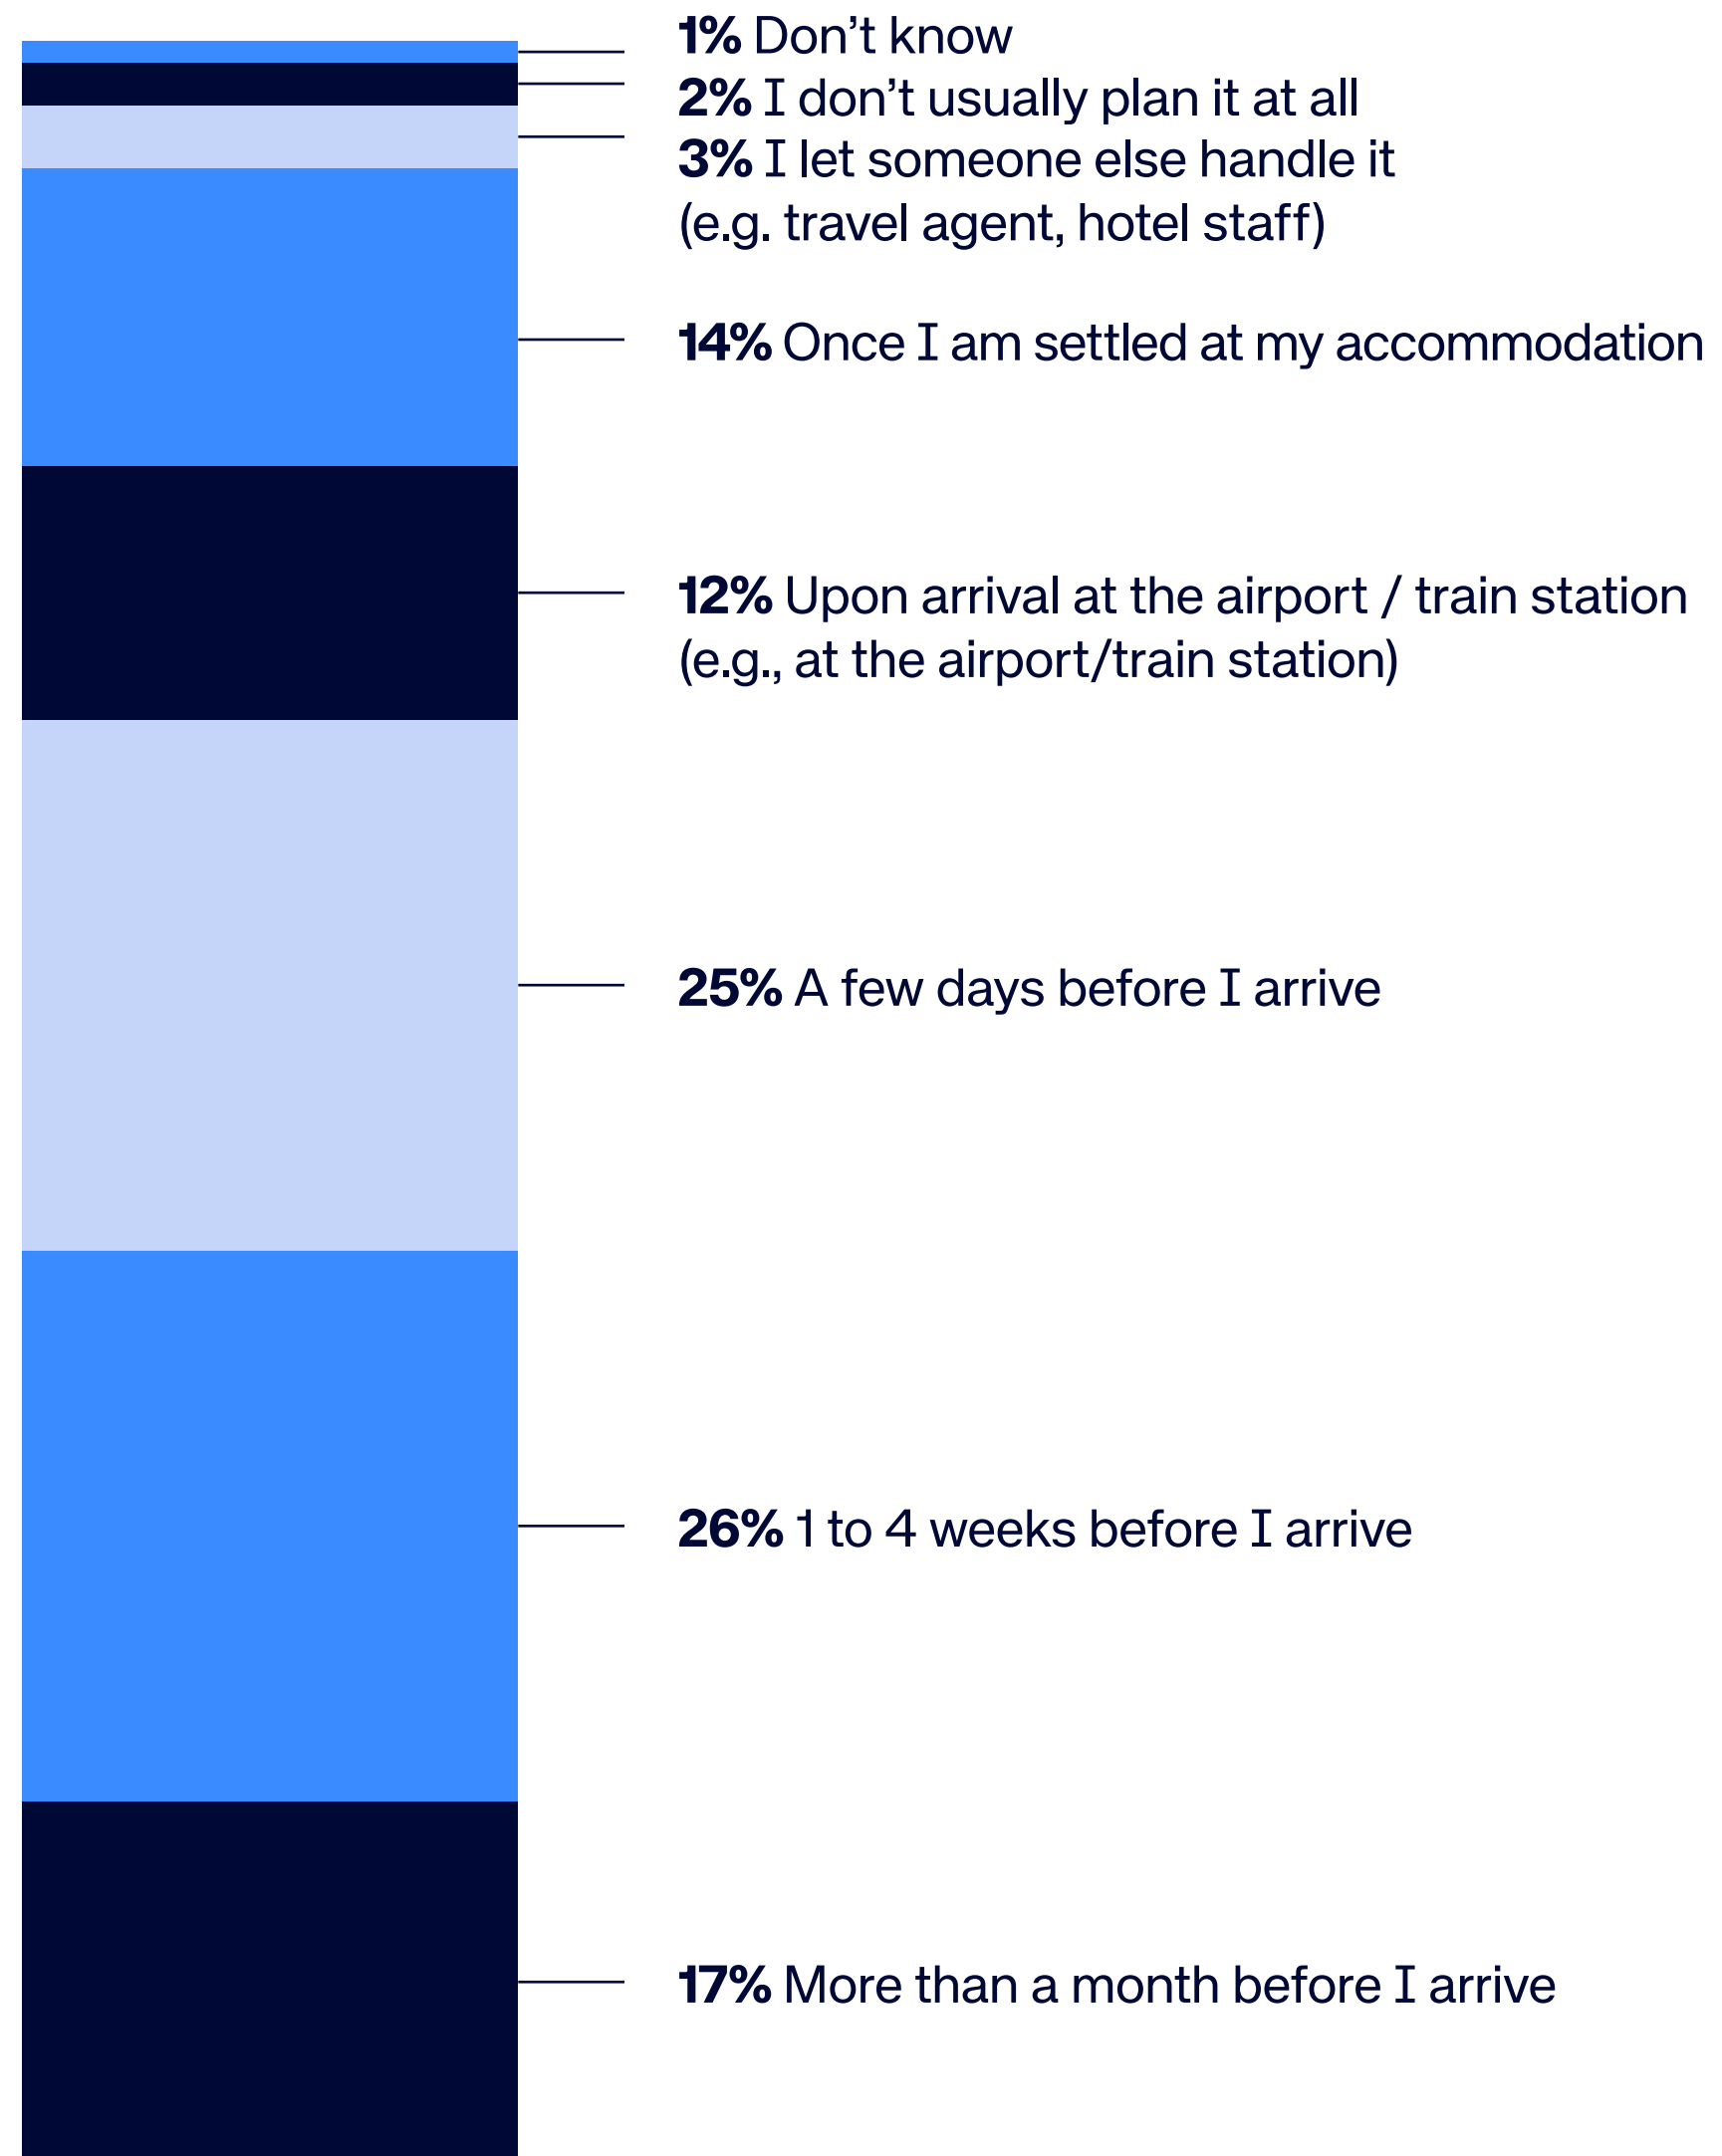 1% Don’t know
2% I don’t usually plan it at all
3% I let someone else handle it
(e.g. travel agent, hotel staff)
14% Once I am settled at my accommodation
12% Upon arrival at the airport / train station
(e.g., at the airport/train station)
25% A few days before I arrive
26% 1 to 4 weeks before I arrive
17% More than a month before I arrive